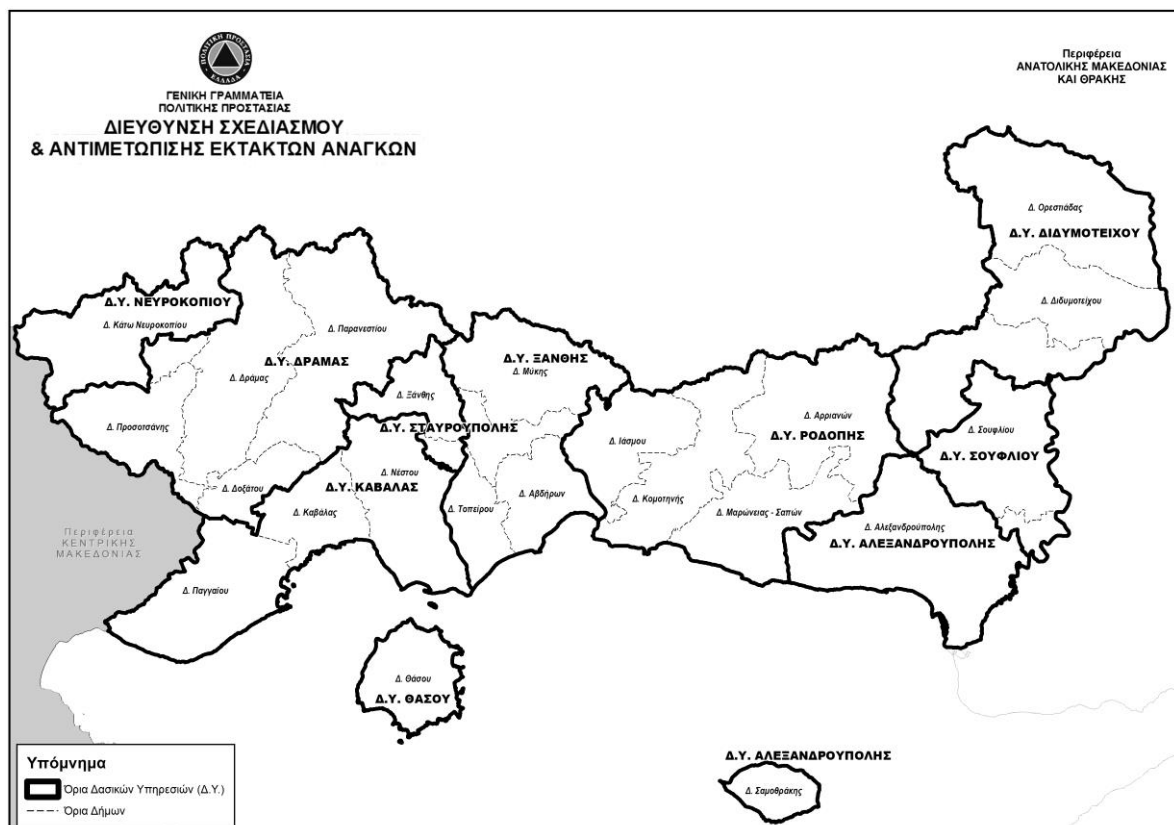 ΠΟΛΙΤΙΚΗ ΠΡΟΣΤΑΣΙΑ
ΕΛΛΑΔΑ
ΓΕΝΙΚΗ ΓΡΑΜΜΑΤΕΙΑ
ΠΟΛΙΤΙΚΗΣ ΠΡΟΣΤΑΣΙΑΣ
ΔΙΕΥΘΥΝΣΗ ΣΧΕΔΙΑΣΜΟΥ
& ΑΝΤΙΜΕΤΩΠΙΣΗΣ ΕΚΤΑΚΤΩΝ ΑΝΑΓΚΩΝ
Περιφέρεια
ΑΝΑΤΟΛΙΚΗΣ ΜΑΚΕΔΟΝΙΑΣ
ΚΑΙ ΘΡΑΚΗΣ
Δ. Ορεστιάδας
Δ.Υ. ΔΙΔΥΜΟΤΕΙΧΟΥ
Δ. Διδυμοτείχου
Δ.Υ. ΝΕΥΡΟΚΟΠΙΟΥ
Δ. Κάτω Νευροκοπίου
Δ. Παρανεστίου
Δ.Υ. ΔΡΑΜΑΣ
Δ. Δράμας
Δ. Προσοτσάνης
Δ. Δοξάτου
Δ.Υ. ΞΑΝΘΗΣ
Δ. Μύκης
Δ. Ξάνθης
Δ.Υ. ΣΤΑΥΡΟΥΠΟΛΗΣ
Δ. Νέστου
Δ.Υ. ΚΑΒΑΛΑΣ
Δ. Καβάλας
Δ. Τοπείρου
Δ. Αβδήρων
Δ. Ιάσμου
Δ. Κομοτηνής
Δ. Αρριανών
Δ.Υ. ΡΟΔΟΠΗΣ
Δ. Μαρώνειας - Σαπών
Δ. Σουφλίου
Δ.Υ. ΣΟΥΦΛΙΟΥ
Δ. Αλεξανδρούπολης
Δ.Υ. ΑΛΕΞΑΝΔΡΟΥΠΟΛΗΣ
Περιφέρεια
ΚΕΝΤΡΙΚΗΣ
ΜΑΚΕΔΟΝΙΑΣ
Δ. Παγγαίου
Δ. Θάσου
Δ.Υ. ΘΑΣΟΥ
Δ.Υ. ΑΛΕΞΑΝΔΡΟΥΠΟΛΗΣ
Δ. Σαμοθράκης
Υπόμνημα
Όρια Δασικών Υπηρεσιών (Δ.Υ.)
Όρια Δήμων